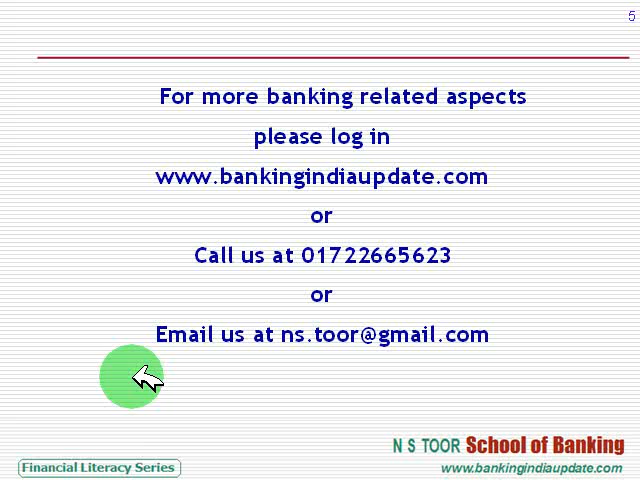 5
For more banking related aspects
please log in
www.bankingindiaupdate.com
or
Call us at 01722665623
or
Email us at ns.toor@gmail.com
N S TOOR School of Banking
Financial Literacy Series
www.bankingindiaupdate.com